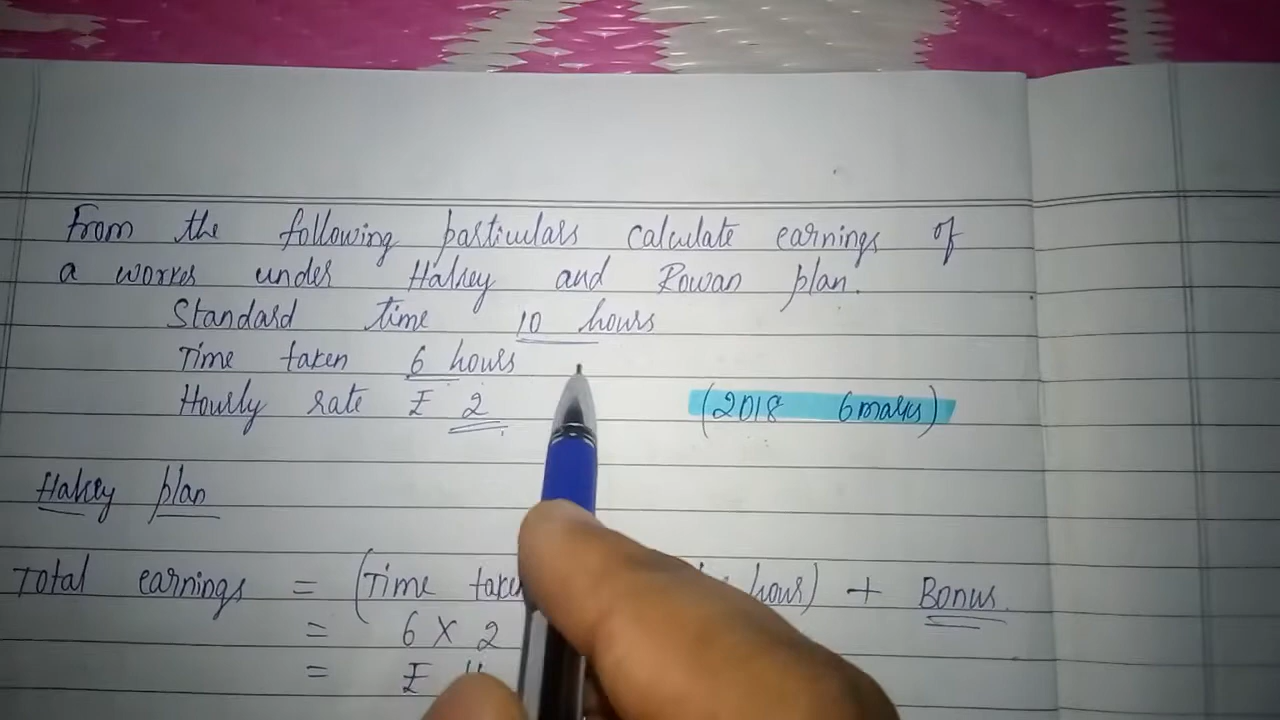 From the following particulars calculate earnings of
a worker under Halsey and Rowan plan.
Standard time 10 hours
Time taken 6 hours
Hourly rate ₹ 2 (2018 6marks)
Halsey plan
Total earnings = (Time taken hour) + Bonus
= 6 X 2
= ₹